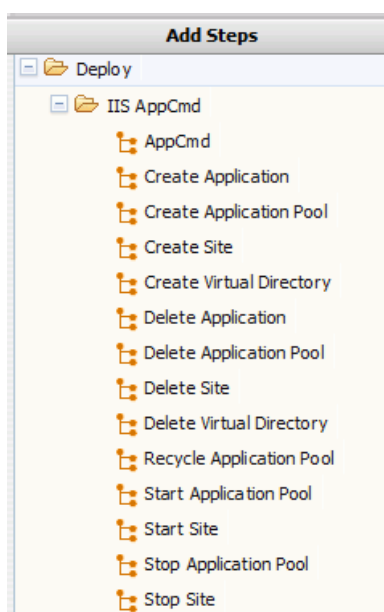 Add Steps
Deploy
IIS AppCmd
AppCmd
Create Application
Create Application Pool
Create Site
Create Virtual Directory
Delete Application
Delete Application Pool
Delete Site
Delete Virtual Directory
Recycle Application Pool
Start Application Pool
Start Site
Stop Application Pool
Stop Site